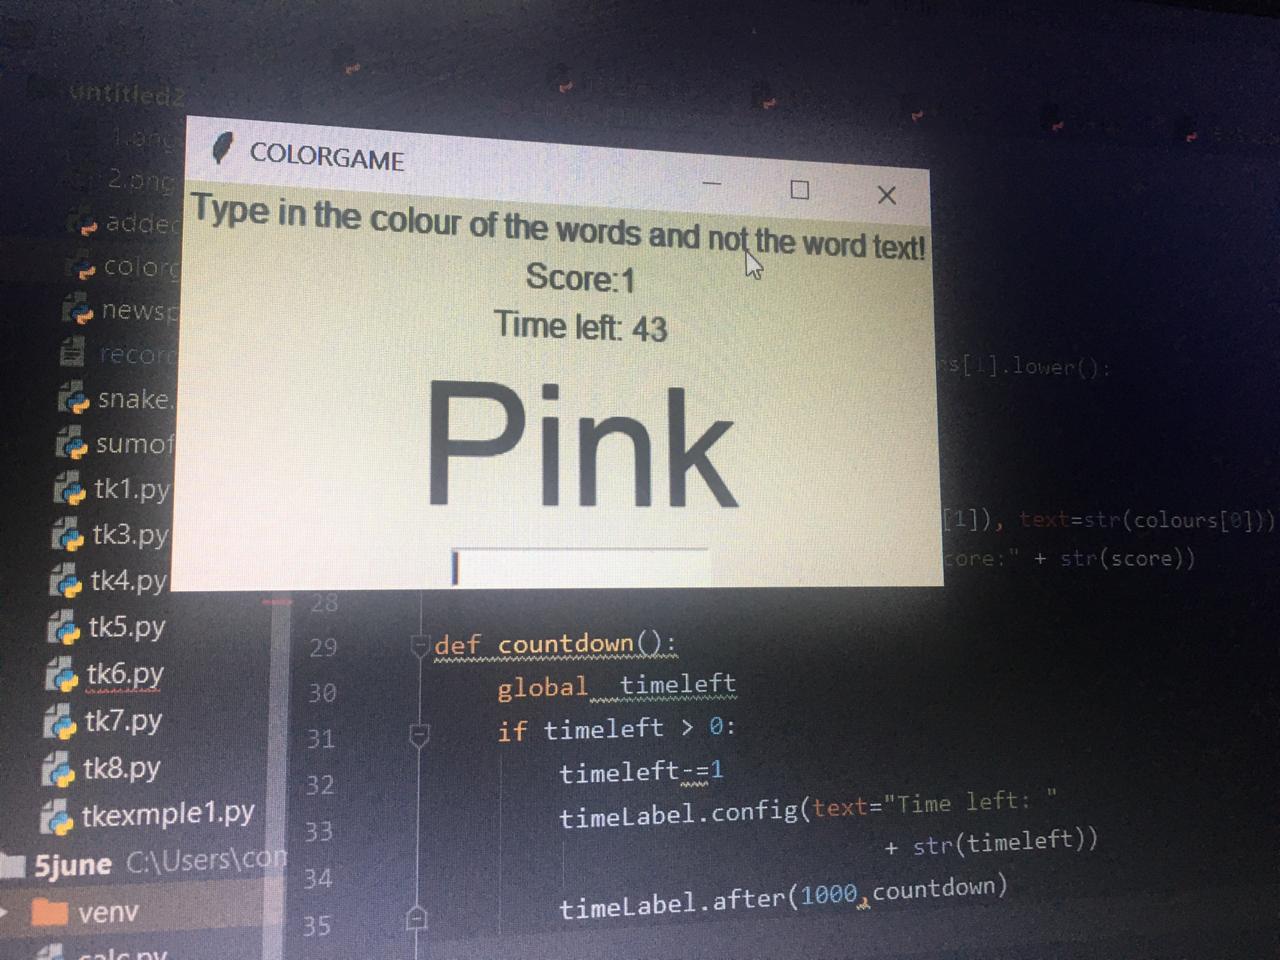 untitled2
1.png
2.png
added
colorg
newsp
record
snake.
sumof
tk1.py
tk3.py
tk4.py
tk5.py
tk6.py
tk7.py
tk8.py
tkexmple1.py
5june C:\Users\con
venv
calc.py
COLORGAME
Type in the colour of the words and not the word text!
Score:1
Time left: 43
Pink
rs[1].lower():
[1]), text=str(colours[0]))
core:" + str(score))
28
29 def countdown():
30 global timeleft
31 if timeleft > 0:
32 timeleft-=1
33 timeLabel.config(text="Time left: "
34 + str(timeleft))
35 timeLabel.after(1000,countdown)